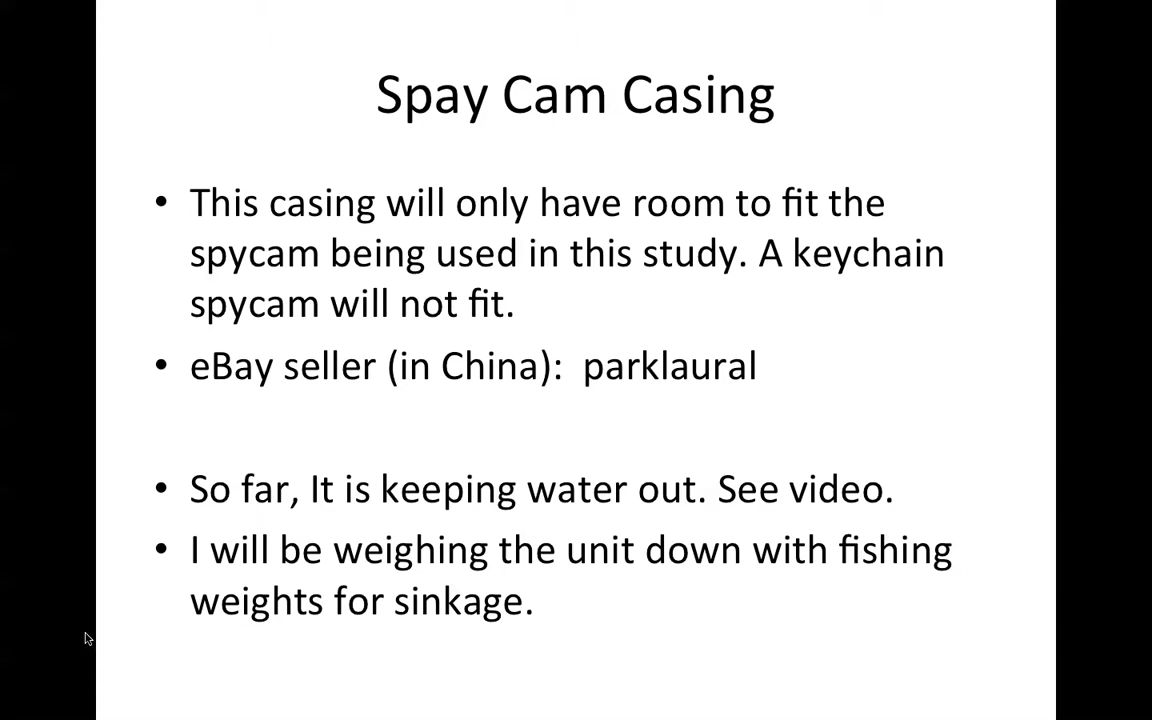 Spay Cam Casing
• This casing will only have room to fit the
spycam being used in this study. A keychain
spycam will not fit.
• eBay seller (in China):  parklaural
• So far, It is keeping water out. See video.
• I will be weighing the unit down with fishing
weights for sinkage.